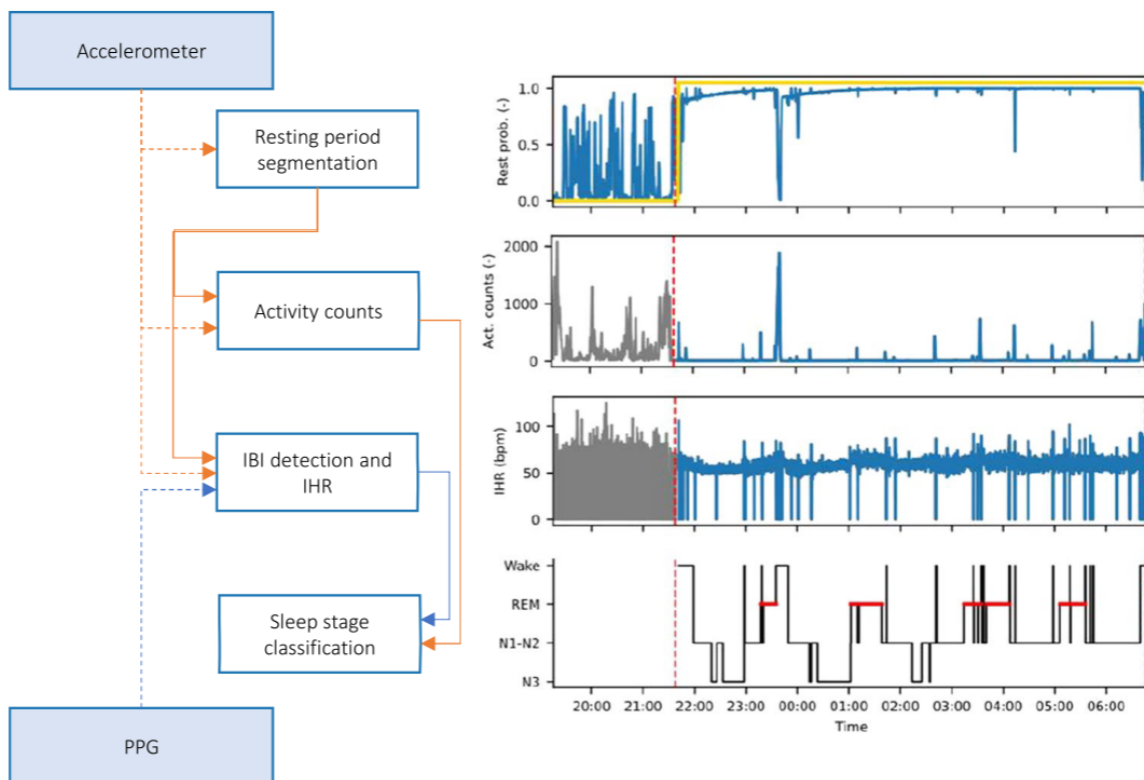 Accelerometer
Resting period
segmentation
Activity counts
IBI detection and
IHR
Sleep stage
classification
PPG
Rest prob. (-)
1.0
0.5
0.0
Act. counts (-)
2000
1000
0
IHR (bpm)
100
50
0
Wake
REM
N1-N2
N3
20:00 21:00 22:00 23:00 00:00 01:00 02:00 03:00 04:00 05:00 06:00
Time